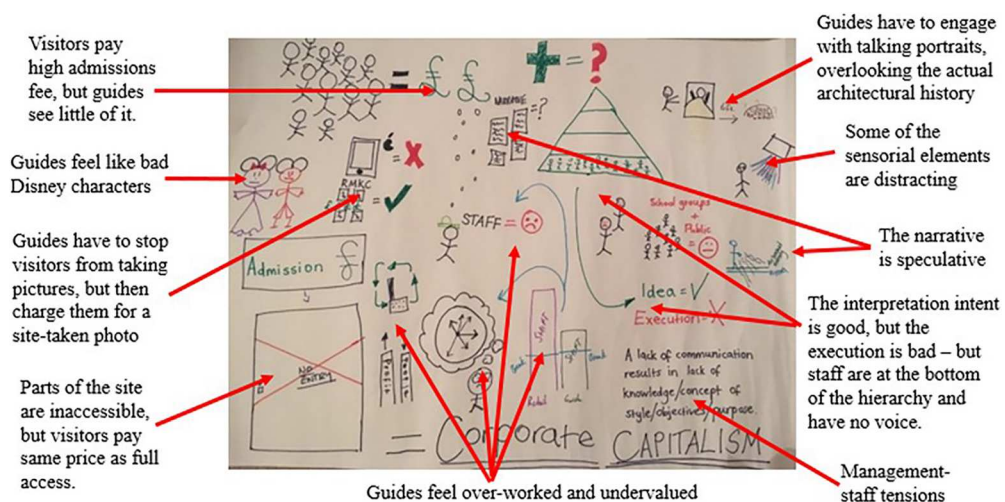 Visitors pay
high admissions
fee, but guides
see little of it.
Guides feel like bad
Disney characters
Guides have to stop
visitors from taking
pictures, but then
charge them for a
site-taken photo
Parts of the site
are inaccessible,
but visitors pay
same price as full
access.
= ££
+ = ?
= ?
= X
RMKC
= ✓
STAFF =
Admission £
NO
ENTRY
School groups
+
Public
=
Idea = ✓
Execution = X
A lack of communication
results in lack of
knowledge/concept of
style/objectives/purpose.
STAFF
= Corporate CAPITALISM
Guides have to engage
with talking portraits,
overlooking the actual
architectural history
Some of the
sensorial elements
are distracting
The narrative
is speculative
The interpretation intent
is good, but the
execution is bad – but
staff are at the bottom
of the hierarchy and
have no voice.
Management-
staff tensions
Guides feel over-worked and undervalued